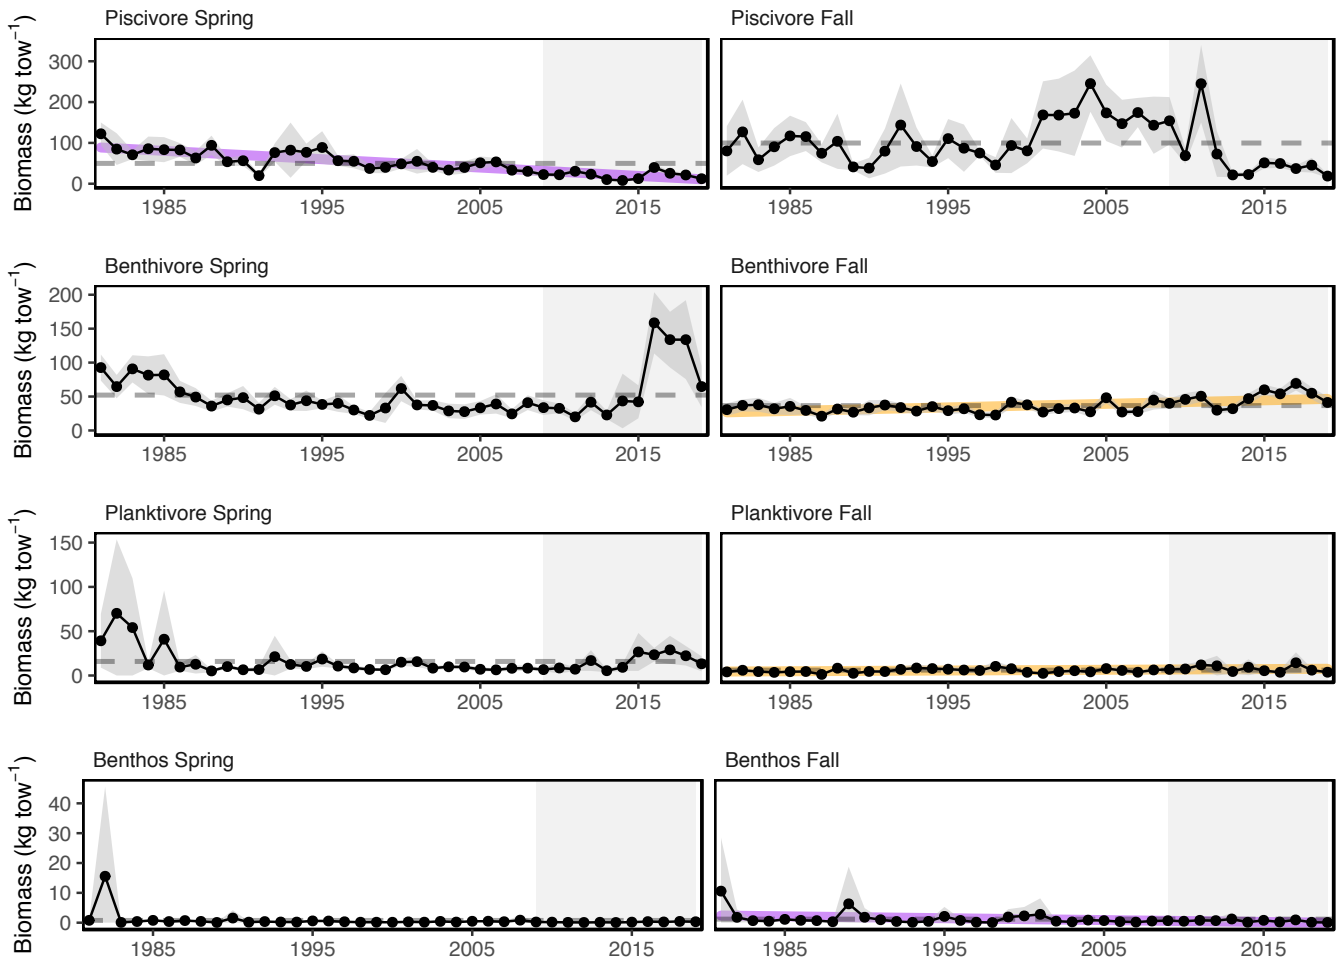 Piscivore Spring
Piscivore Fall
Biomass (kg tow⁻¹)
300
200
100
0
1985 1995 2005 2015
1985 1995 2005 2015
Benthivore Spring
Benthivore Fall
Biomass (kg tow⁻¹)
200
150
100
50
0
1985 1995 2005 2015
1985 1995 2005 2015
Planktivore Spring
Planktivore Fall
Biomass (kg tow⁻¹)
150
100
50
0
1985 1995 2005 2015
1985 1995 2005 2015
Benthos Spring
Benthos Fall
Biomass (kg tow⁻¹)
40
30
20
10
0
1985 1995 2005 2015
1985 1995 2005 2015